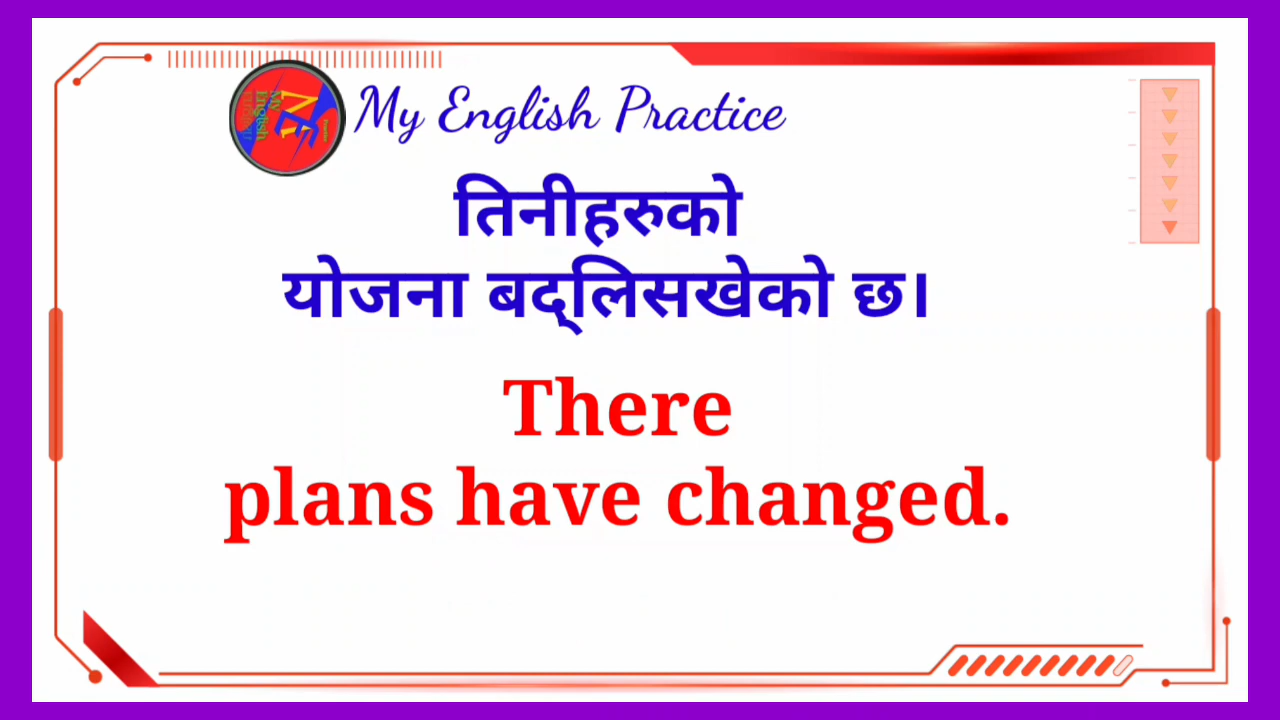 My English Practice
तिनीहरुको
योजना बद्‌लिसखेको छ।
There
plans have changed.